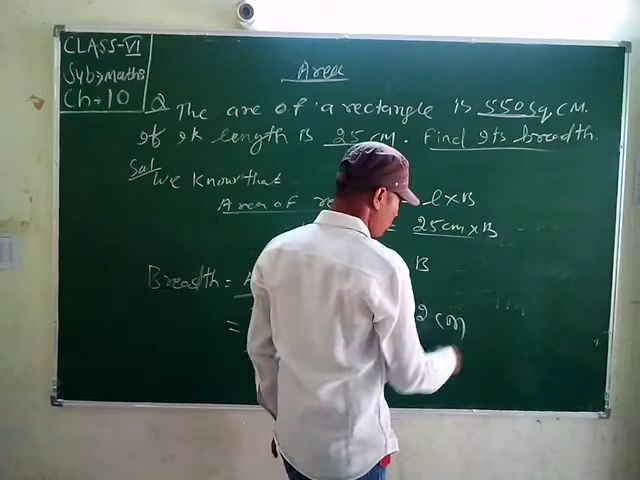 CLASS-VI
Sub→Maths
Ch→10
Area
Q The are of a rectangle is 550 sq CM.
If its length is 25 CM. Find its breadth.
Sol
We know that
Area of re = l×B
= 25cm×B
B
Breadth = A
= 2 cm